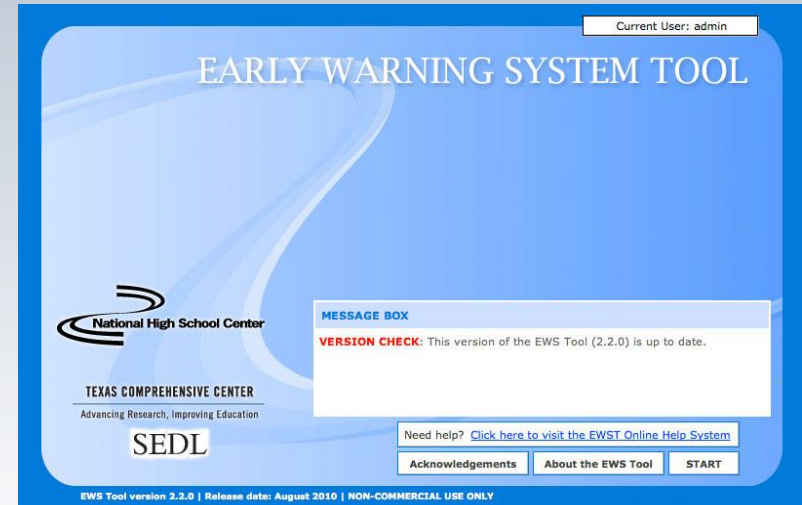 Current User: admin
EARLY WARNING SYSTEM TOOL
National High School Center
MESSAGE BOX
VERSION CHECK: This version of the EWS Tool (2.2.0) is up to date.
TEXAS COMPREHENSIVE CENTER
Advancing Research, Improving Education
SEDL
Need help? Click here to visit the EWST Online Help System
Acknowledgements
About the EWS Tool
START
EWS Tool version 2.2.0 | Release date: August 2010 | NON-COMMERCIAL USE ONLY